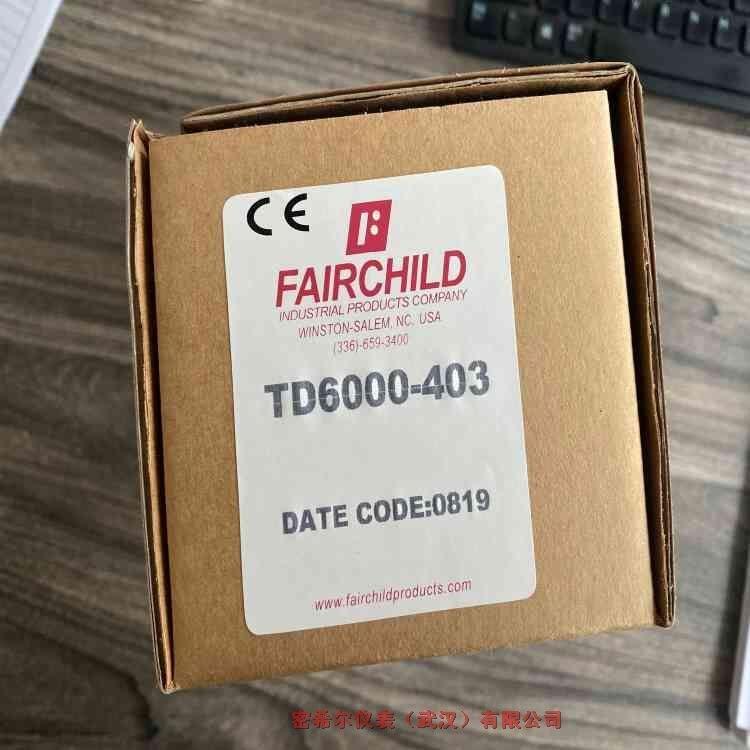 CE
FAIRCHILD
INDUSTRIAL PRODUCTS COMPANY
WINSTON-SALEM, NC. USA
(336)-659-3400
TD6000-403
DATE CODE:0819
www.fairchildproducts.com
密希尔仪表（武汉）有限公司